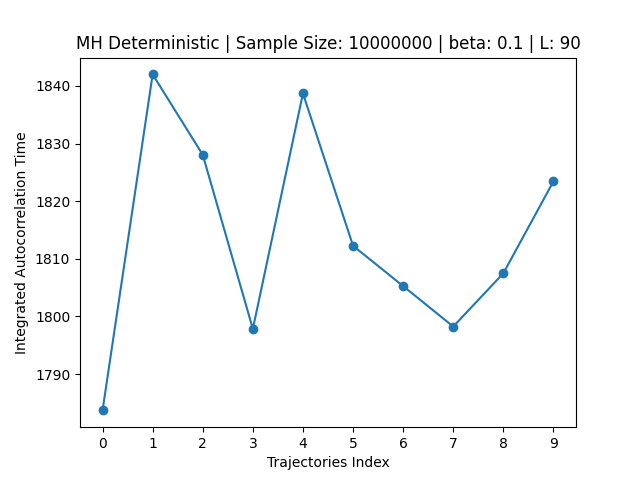 MH Deterministic | Sample Size: 10000000 | beta: 0.1 | L: 90
Integrated Autocorrelation Time
1840
1830
1820
1810
1800
1790
0 1 2 3 4 5 6 7 8 9
Trajectories Index